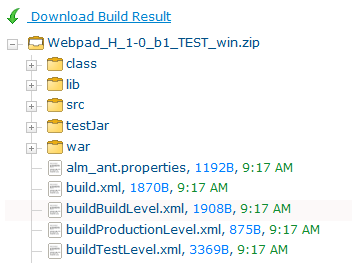 Download Build Result
Webpad_H_1-0_b1_TEST_win.zip
class
lib
src
testJar
war
alm_ant.properties, 1192B, 9:17 AM
build.xml, 1870B, 9:17 AM
buildBuildLevel.xml, 1908B, 9:17 AM
buildProductionLevel.xml, 875B, 9:17 AM
buildTestLevel.xml, 3369B, 9:17 AM